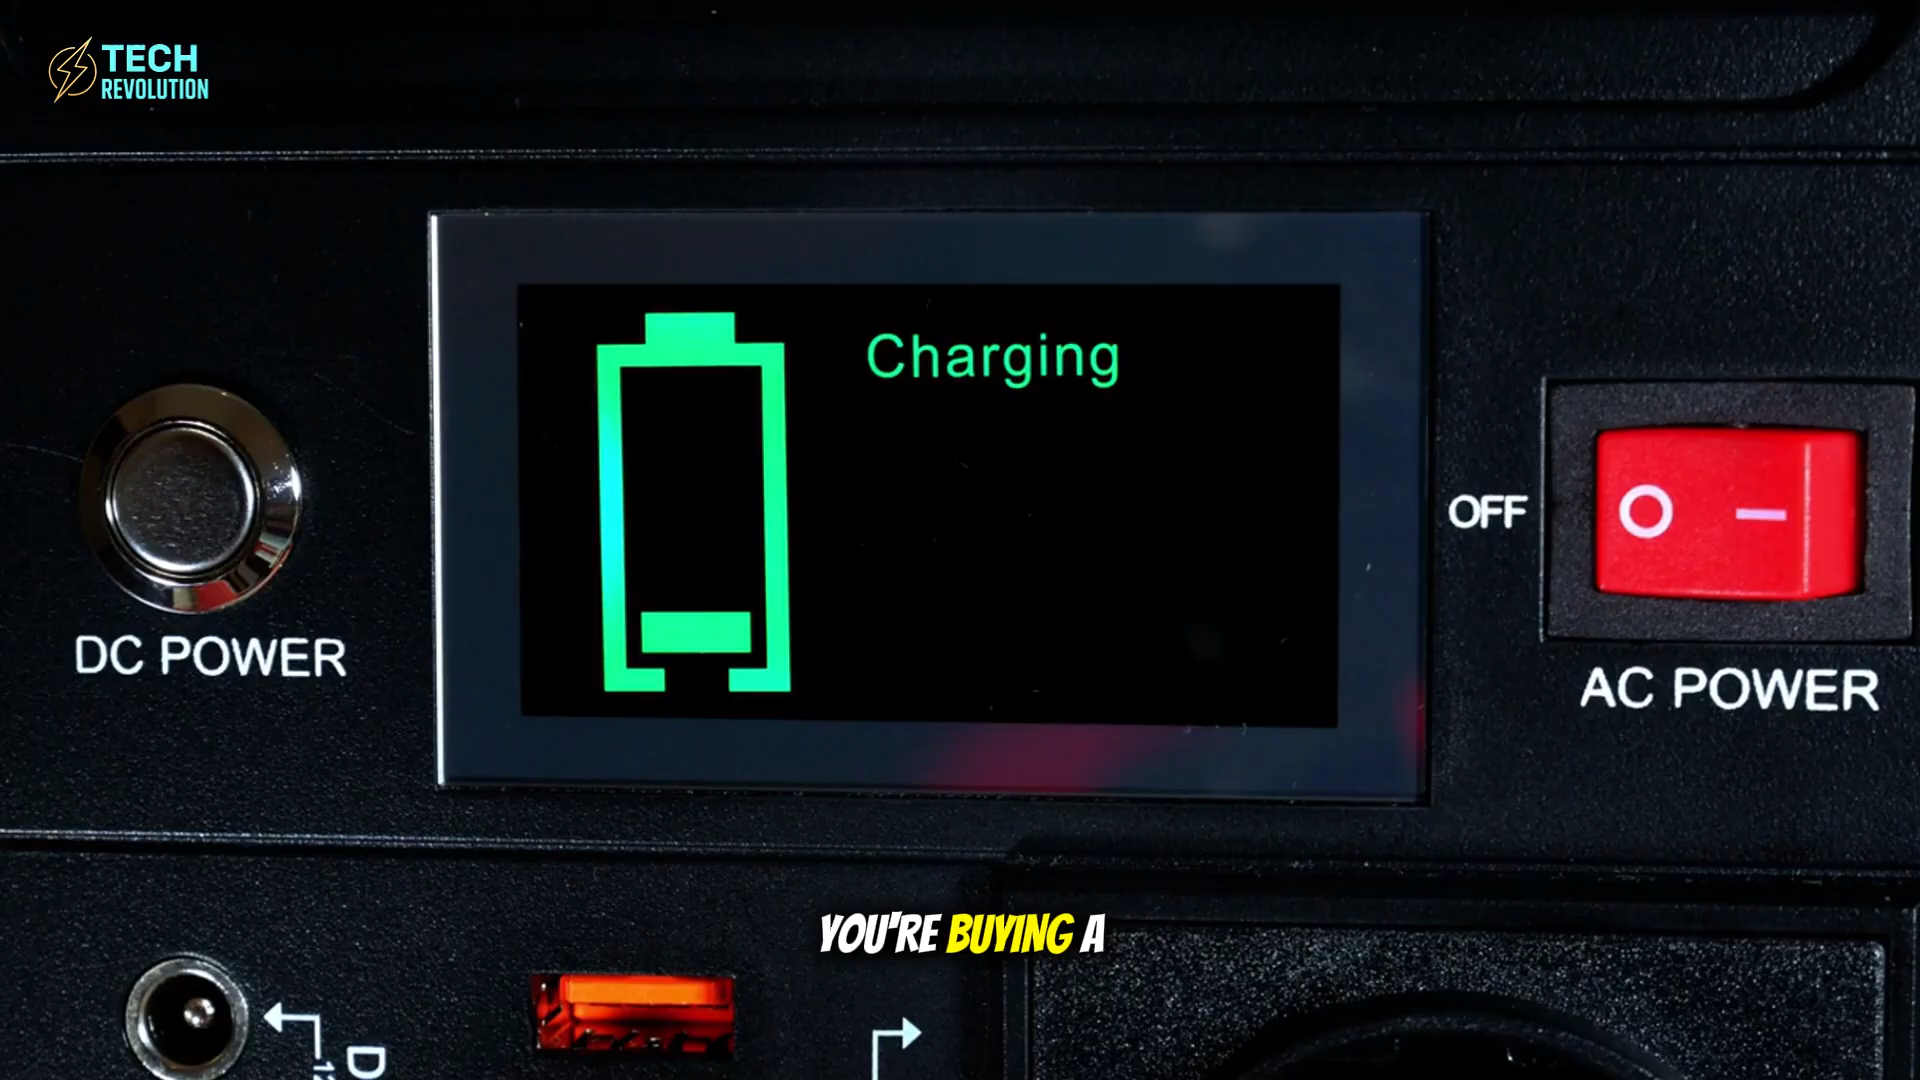 TECH
REVOLUTION
Charging
OFF
O –
DC POWER
AC POWER
YOU'RE BUYING A